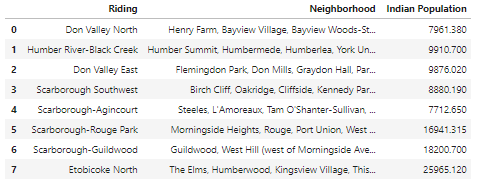 Riding Neighborhood Indian Population
0 Don Valley North Henry Farm, Bayview Village, Bayview Woods-St... 7961.380
1 Humber River-Black Creek Humber Summit, Humbermede, Humberlea, York Un... 9910.700
2 Don Valley East Flemingdon Park, Don Mills, Graydon Hall, Par... 9876.020
3 Scarborough Southwest Birch Cliff, Oakridge, Cliffside, Kennedy Par... 8880.190
4 Scarborough-Agincourt Steeles, L'Amoreaux, Tam O'Shanter-Sullivan, ... 7712.650
5 Scarborough-Rouge Park Morningside Heights, Rouge, Port Union, West ... 16941.315
6 Scarborough-Guildwood Guildwood, West Hill (west of Morningside Ave... 18200.700
7 Etobicoke North The Elms, Humberwood, Kingsview Village, This... 25965.120